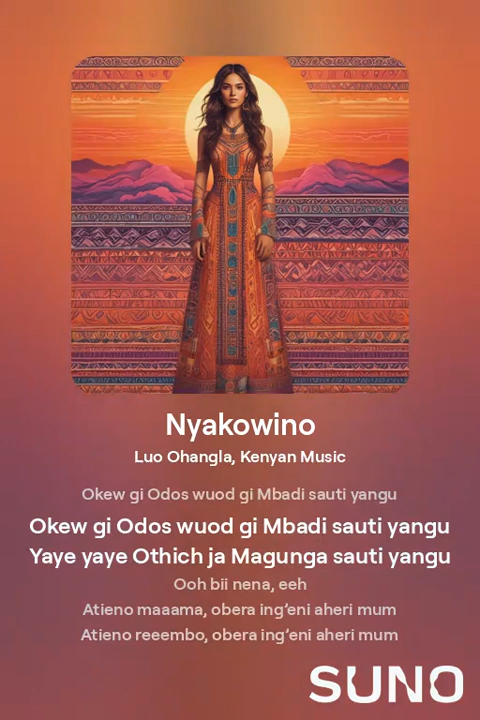 Nyakowino
Luo Ohangla, Kenyan Music
Okew gi Odos wuod gi Mbadi sauti yangu
Okew gi Odos wuod gi Mbadi sauti yangu
Yaye yaye Othich ja Magunga sauti yangu
Ooh bii nena, eeh
Atieno maaama, obera ing’eni aheri mum
Atieno reeembo, obera ing’eni aheri mum
SUNO